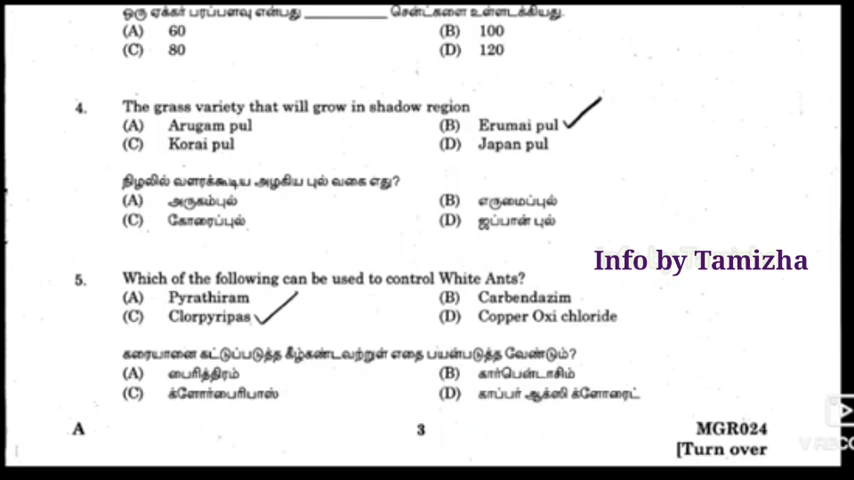 ஒரு ஏக்கர் பரப்பளவு என்பது __________ சென்ட்களை உள்ளடக்கியது.
(A) 60 (B) 100
(C) 80 (D) 120
4. The grass variety that will grow in shadow region
(A) Arugam pul (B) Erumai pul
(C) Korai pul (D) Japan pul
நிழலில் வளரக்கூடிய அழகிய புல் வகை எது?
(A) அருகம்புல் (B) எருமைப்புல்
(C) கோரைப்புல் (D) ஜப்பான் புல்
Info by Tamizha
5. Which of the following can be used to control White Ants?
(A) Pyrathiram (B) Carbendazim
(C) Clorpyripas (D) Copper Oxi chloride
கரையானை கட்டுப்படுத்த கீழ்கண்டவற்றுள் எதை பயன்படுத்த வேண்டும்?
(A) பைரித்திரம் (B) கார்பென்டாசிம்
(C) க்ளோர்பைரிபாஸ் (D) காப்பர் ஆக்ஸி க்ளோரைட்
A 3 MGR024
[Turn over